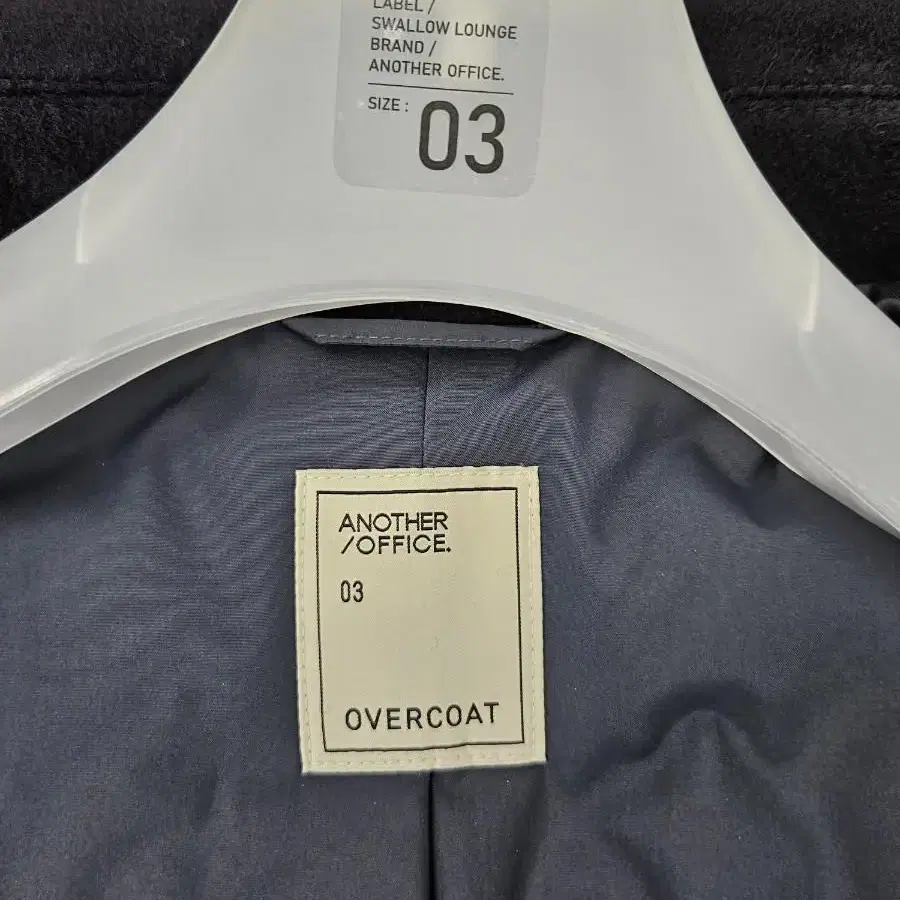 LABEL /
SWALLOW LOUNGE
BRAND /
ANOTHER OFFICE.
SIZE : 03
ANOTHER
/OFFICE.
03
OVERCOAT